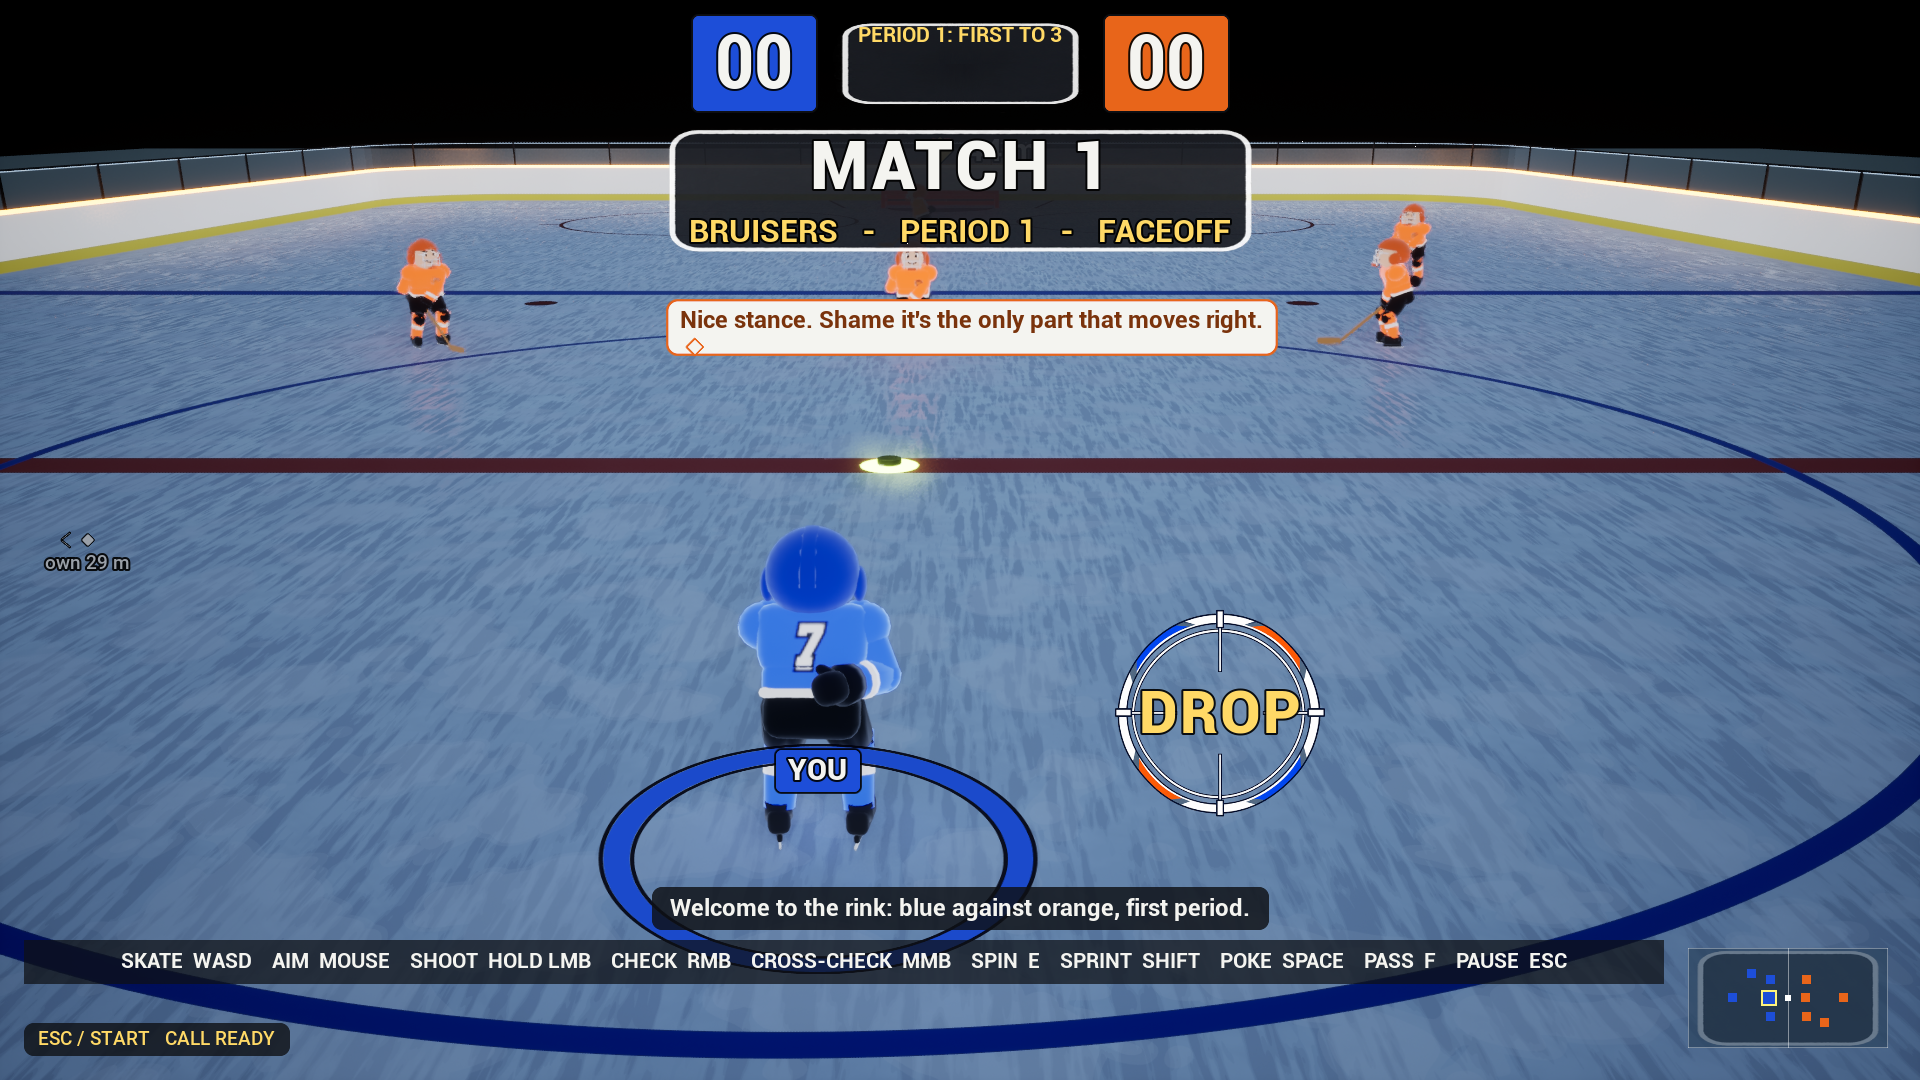 00
PERIOD 1: FIRST TO 3
00
MATCH 1
BRUISERS - PERIOD 1 - FACEOFF
Nice stance. Shame it's the only part that moves right.
own 29 m
7
DROP
YOU
Welcome to the rink: blue against orange, first period.
SKATE WASD AIM MOUSE SHOOT HOLD LMB CHECK RMB CROSS-CHECK MMB SPIN E SPRINT SHIFT POKE SPACE PASS F PAUSE ESC
ESC / START CALL READY